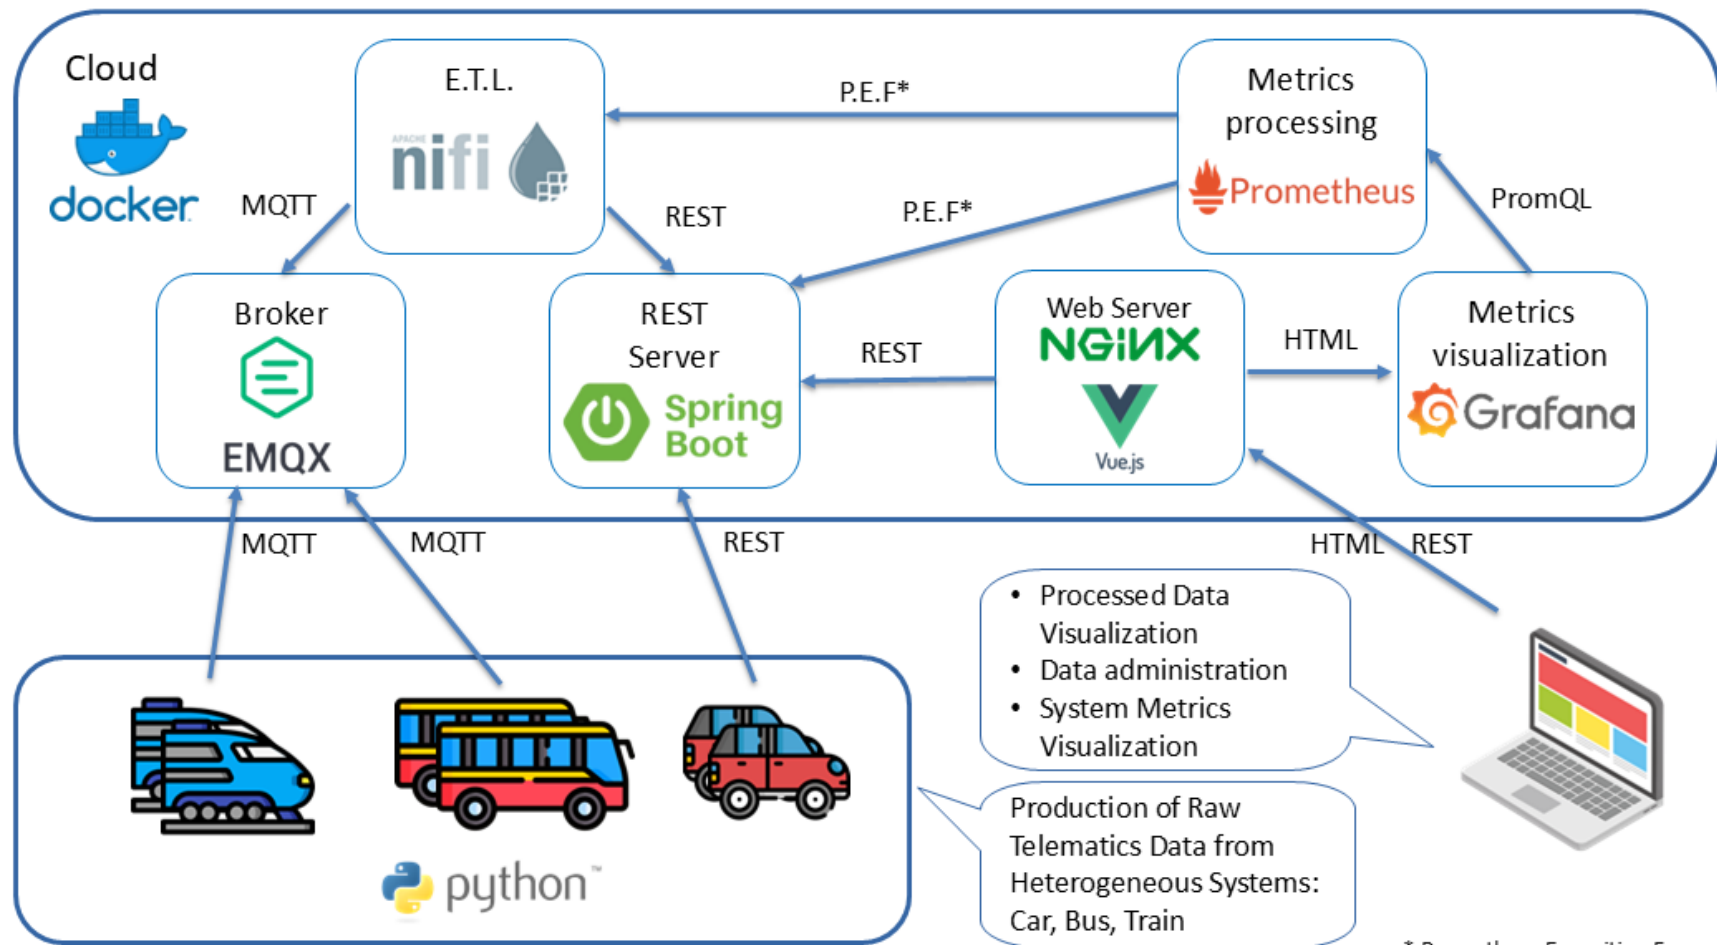 Cloud
docker
E.T.L.
APACHE
nifi
P.E.F*
Metrics
processing
Prometheus
MQTT
REST
P.E.F*
PromQL
Broker
EMQX
REST
Server
Spring
Boot
REST
Web Server
NGINX
Vue.js
HTML
Metrics
visualization
Grafana
MQTT
MQTT
REST
HTML
REST
• Processed Data
Visualization
• Data administration
• System Metrics
Visualization
python™
Production of Raw
Telematics Data from
Heterogeneous Systems:
Car, Bus, Train